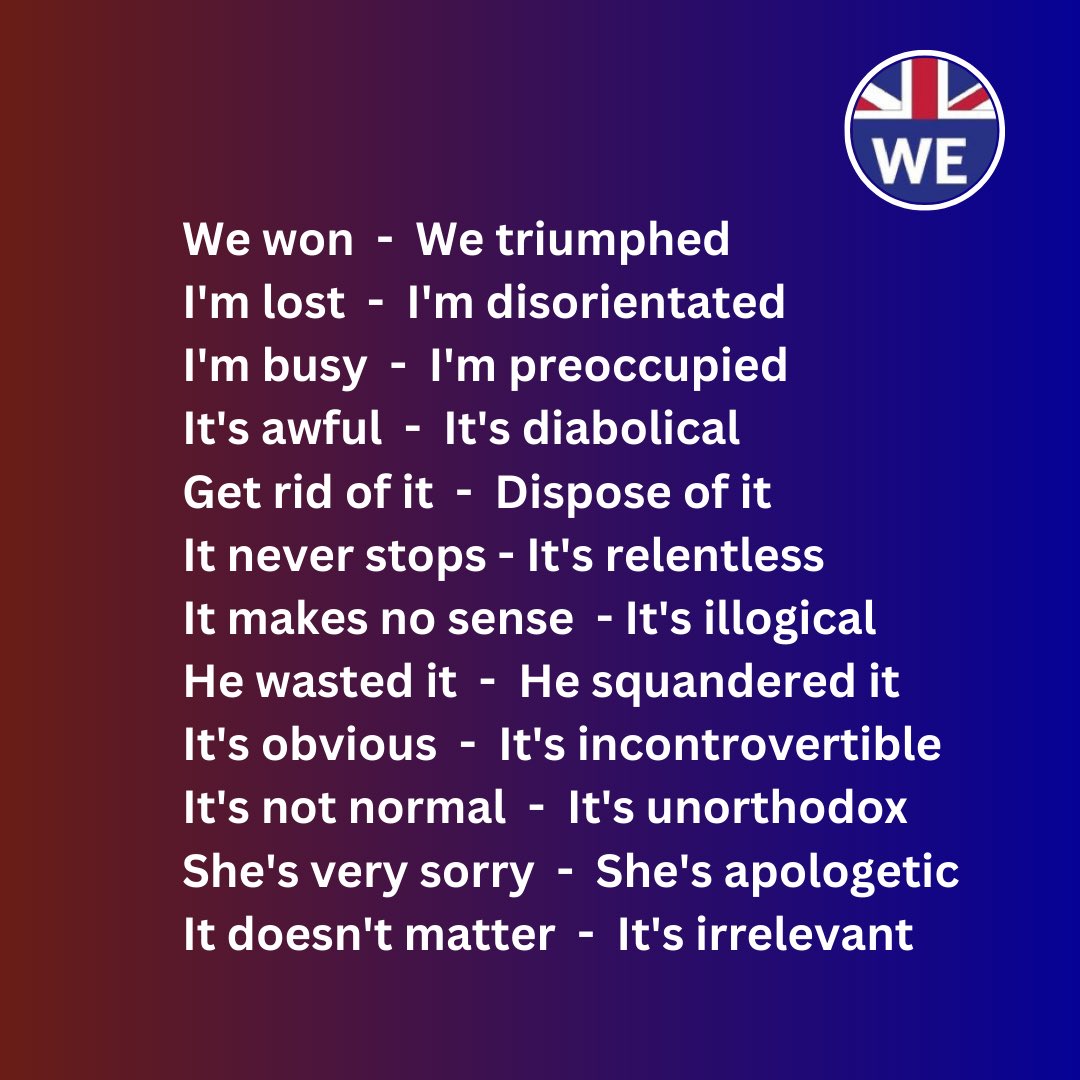 WE
We won - We triumphed
I'm lost - I'm disorientated
I'm busy - I'm preoccupied
It's awful - It's diabolical
Get rid of it - Dispose of it
It never stops - It's relentless
It makes no sense - It's illogical
He wasted it - He squandered it
It's obvious - It's incontrovertible
It's not normal - It's unorthodox
She's very sorry - She's apologetic
It doesn't matter - It's irrelevant